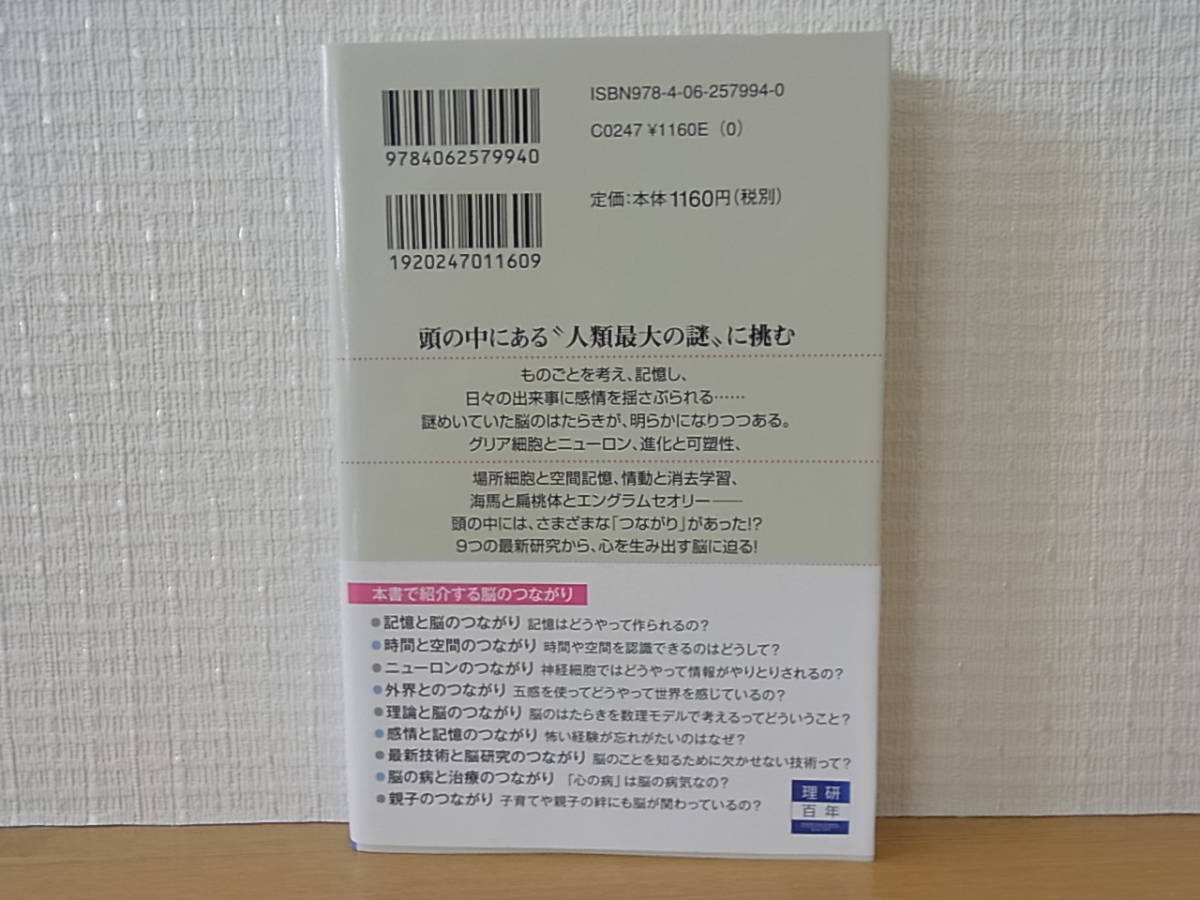 ISBN978-4-06-257994-0
C0247 ¥1160E (0)
9784062579940
定価:本体1160円(税別)
1920247011609
頭の中にある〝人類最大の謎〟に挑む
ものごとを考え、記憶し、
日々の出来事に感情を揺さぶられる……
謎めいていた脳のはたらきが、明らかになりつつある。
グリア細胞とニューロン、進化と可塑性、
場所細胞と空間記憶、情動と消去学習、
海馬と扁桃体とエングラムセオリー——
頭の中には、さまざまな「つながり」があった!?
9つの最新研究から、心を生み出す脳に迫る!
本書で紹介する脳のつながり
●記憶と脳のつながり 記憶はどうやって作られるの?
●時間と空間のつながり 時間や空間を認識できるのはどうして?
●ニューロンのつながり 神経細胞ではどうやって情報がやりとりされるの?
●外界とのつながり 五感を使ってどうやって世界を感じているの?
●理論と脳のつながり 脳のはたらきを数理モデルで考えるってどういうこと?
●感情と記憶のつながり 怖い経験が忘れがたいのはなぜ?
●最新技術と脳研究のつながり 脳のことを知るために欠かせない技術って?
●脳の病と治療のつながり 「心の病」は脳の病気なの?
●親子のつながり 子育てや親子の絆にも脳が関わっているの?
理研
百年